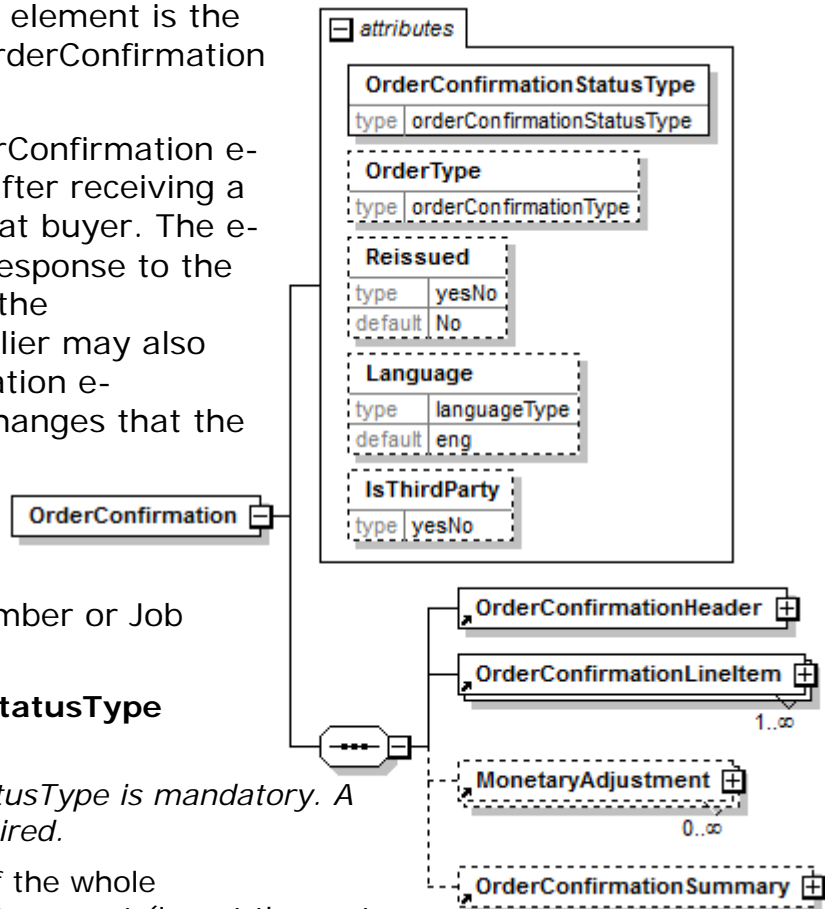 element is the
rderConfirmation
rConfirmation e-
fter receiving a
at buyer. The e-
esponse to the
the
lier may also
ation e-
hanges that the
mber or Job
tatusType
tusType is mandatory. A
ired.
f the whole
attributes
OrderConfirmationStatusType
type orderConfirmationStatusType
OrderType
type orderConfirmationType
Reissued
type yesNo
default No
Language
type languageType
default eng
IsThirdParty
type yesNo
OrderConfirmation
OrderConfirmationHeader
OrderConfirmationLineItem
1..∞
MonetaryAdjustment
0..∞
OrderConfirmationSummary